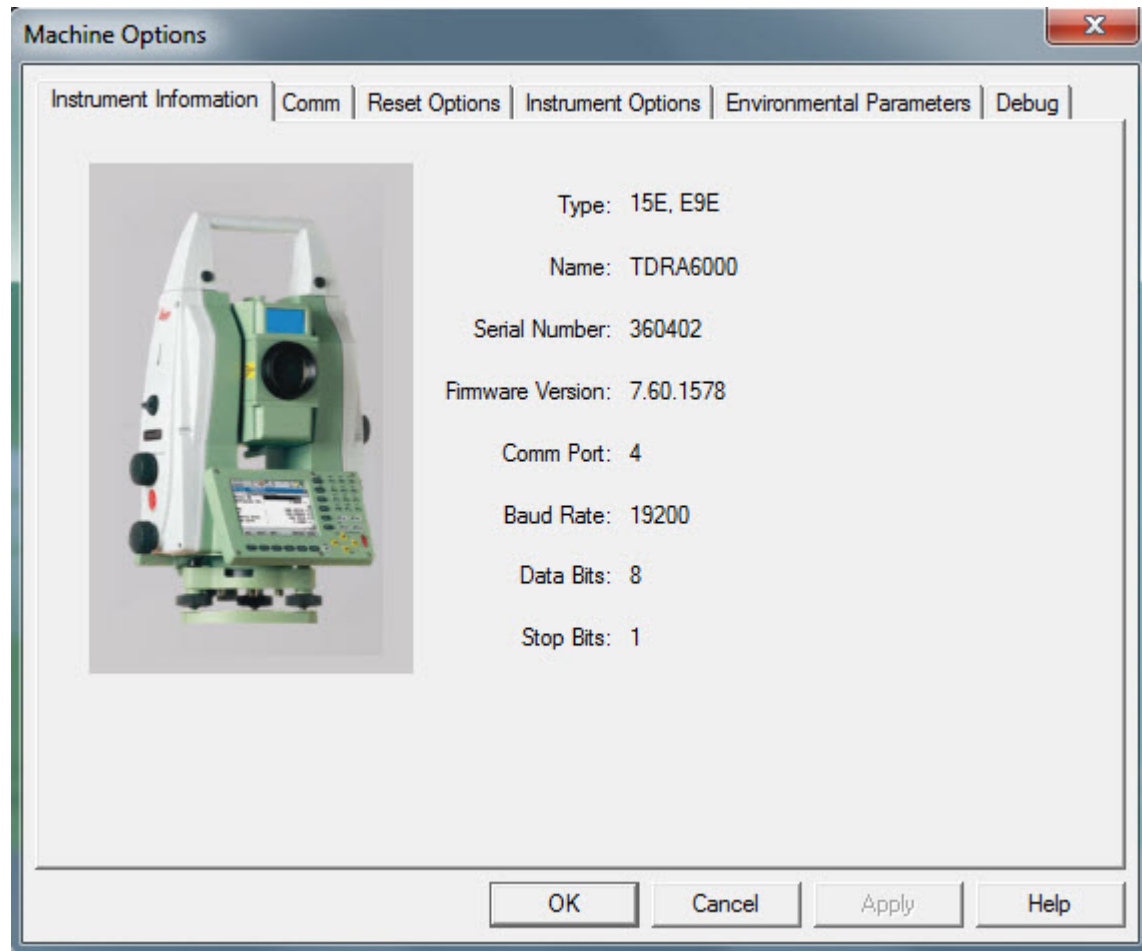 Machine Options
Instrument Information Comm Reset Options Instrument Options Environmental Parameters Debug
Type: 15E, E9E
Name: TDRA6000
Serial Number: 360402
Firmware Version: 7.60.1578
Comm Port: 4
Baud Rate: 19200
Data Bits: 8
Stop Bits: 1
OK Cancel Apply Help